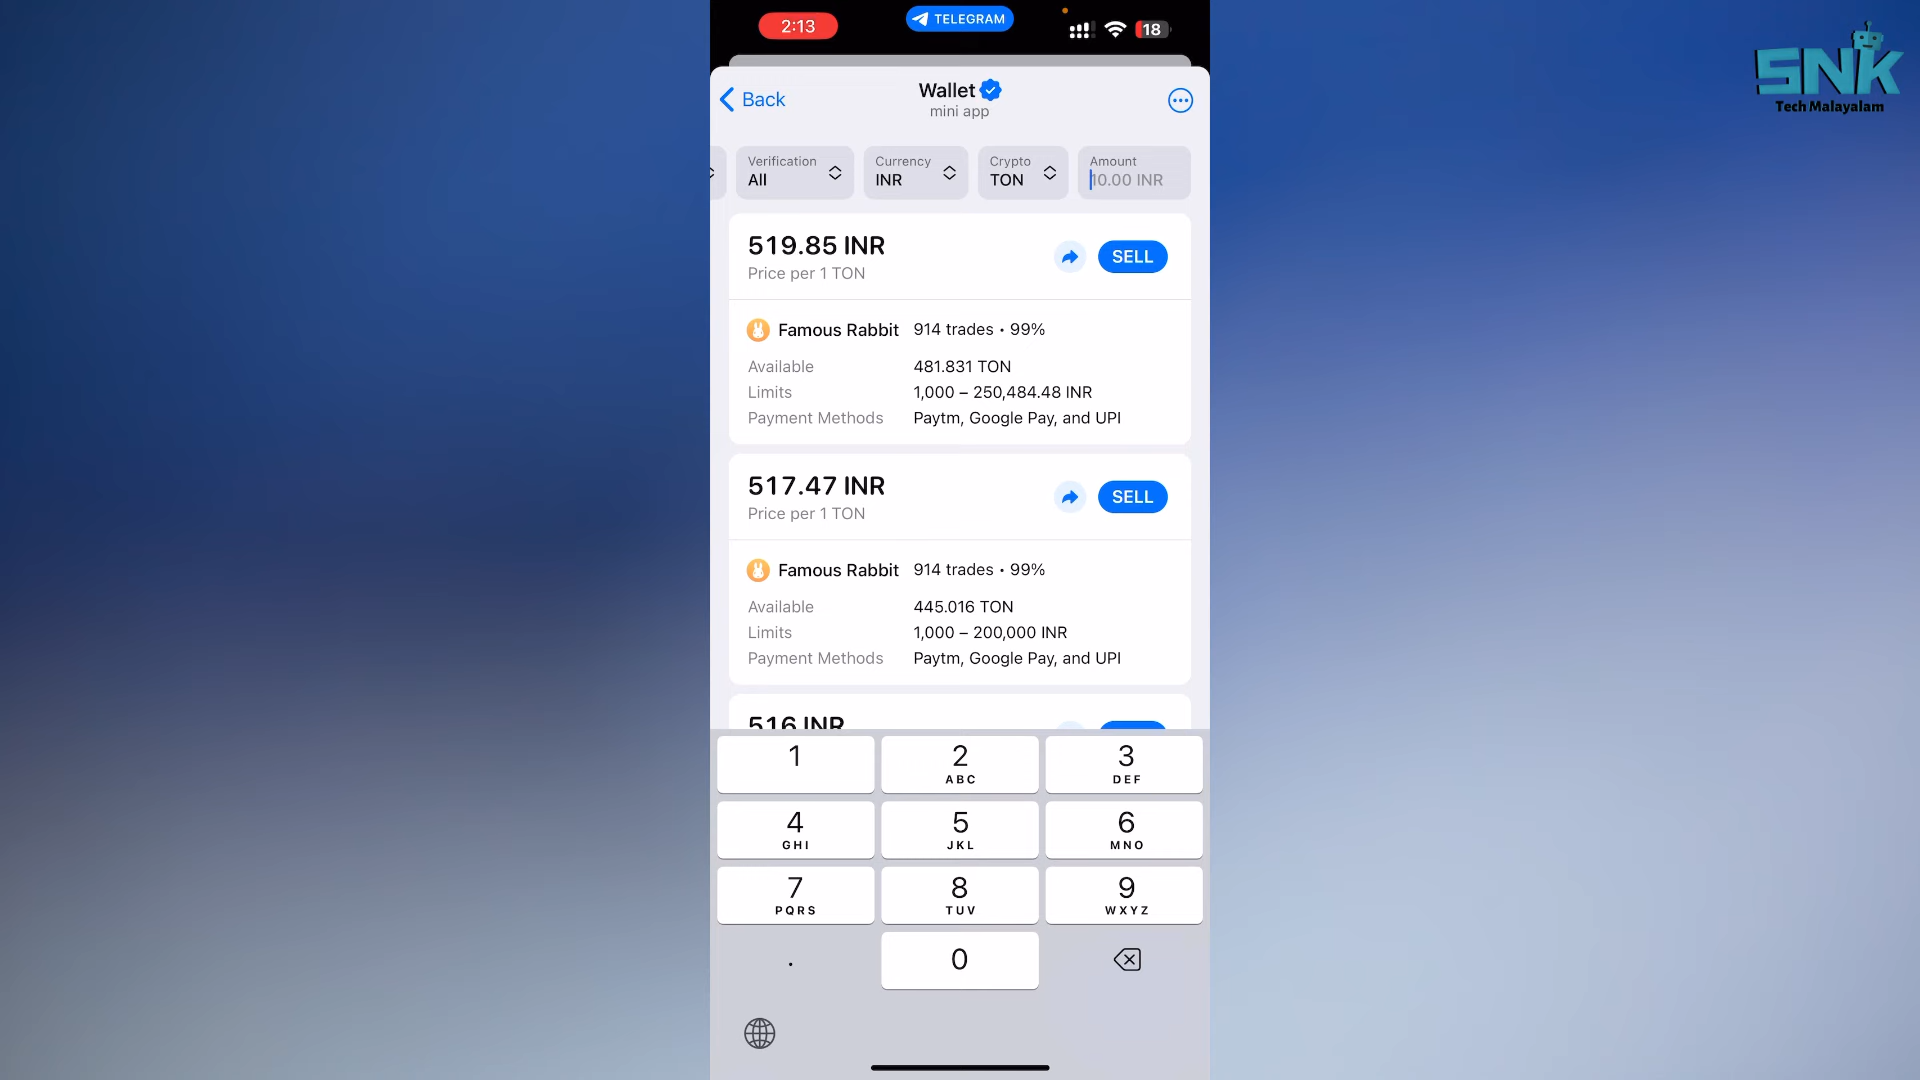 2:13
TELEGRAM
18
SNK
Tech Malayalam
Back
Wallet
mini app
Verification
All
Currency
INR
Crypto
TON
Amount
10.00 INR
519.85 INR
Price per 1 TON
SELL
Famous Rabbit 914 trades • 99%
Available 481.831 TON
Limits 1,000 – 250,484.48 INR
Payment Methods Paytm, Google Pay, and UPI
517.47 INR
Price per 1 TON
SELL
Famous Rabbit 914 trades • 99%
Available 445.016 TON
Limits 1,000 – 200,000 INR
Payment Methods Paytm, Google Pay, and UPI
516 INR
1
2
ABC
3
DEF
4
GHI
5
JKL
6
MNO
7
PQRS
8
TUV
9
WXYZ
.
0